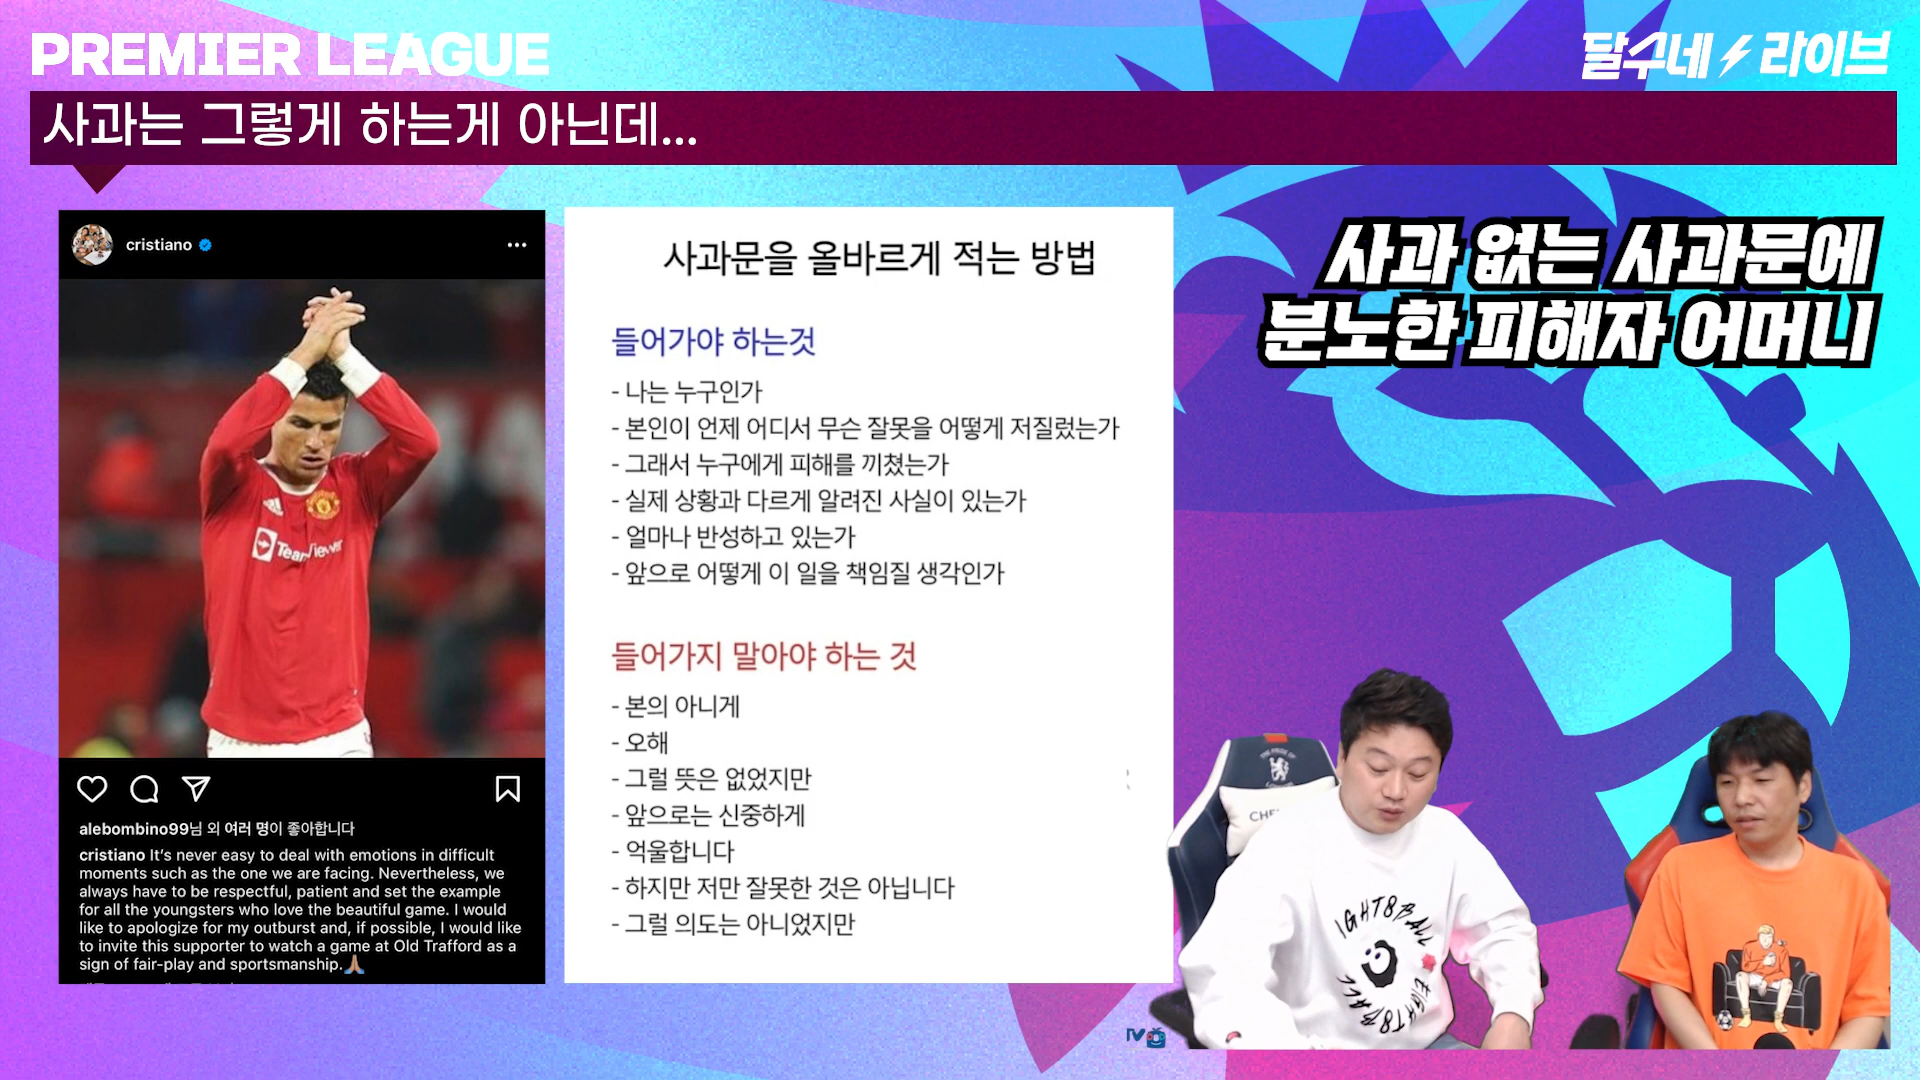 PREMIER LEAGUE
달수네 라이브
사과는 그렇게 하는게 아닌데...
cristiano
TeamViewer
alebombino99님 외 여러 명이 좋아합니다
cristiano It's never easy to deal with emotions in difficult
moments such as the one we are facing. Nevertheless, we
always have to be respectful, patient and set the example
for all the youngsters who love the beautiful game. I would
like to apologize for my outburst and, if possible, I would like
to invite this supporter to watch a game at Old Trafford as a
sign of fair-play and sportsmanship.🙏🏽
사과문을 올바르게 적는 방법
들어가야 하는것
- 나는 누구인가
- 본인이 언제 어디서 무슨 잘못을 어떻게 저질렀는가
- 그래서 누구에게 피해를 끼쳤는가
- 실제 상황과 다르게 알려진 사실이 있는가
- 얼마나 반성하고 있는가
- 앞으로 어떻게 이 일을 책임질 생각인가
들어가지 말아야 하는 것
- 본의 아니게
- 오해
- 그럴 뜻은 없었지만
- 앞으로는 신중하게
- 억울합니다
- 하지만 저만 잘못한 것은 아닙니다
- 그럴 의도는 아니었지만
사과 없는 사과문에
분노한 피해자 어머니
THE PRIDE OF
CHE
IGHT8BALL
EIGHT8BALL
TV